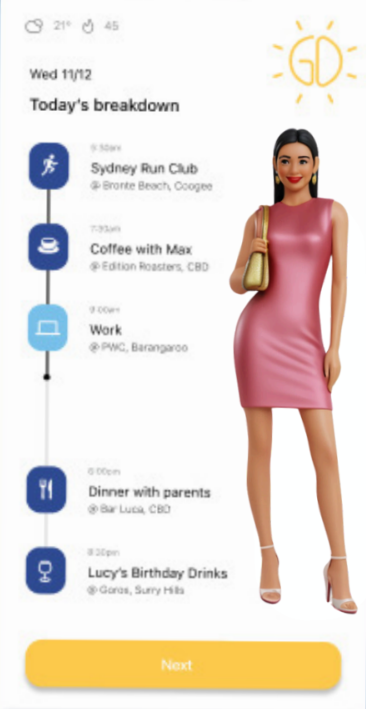 21° 45
GD
Wed 11/12
Today's breakdown
5:30am
Sydney Run Club
@ Bronte Beach, Coogee
7:30am
Coffee with Max
@ Edition Roasters, CBD
9:00am
Work
@ PWC, Barangaroo
6:00pm
Dinner with parents
@ Bar Luca, CBD
8:30pm
Lucy's Birthday Drinks
@ Goros, Surry Hills
Next